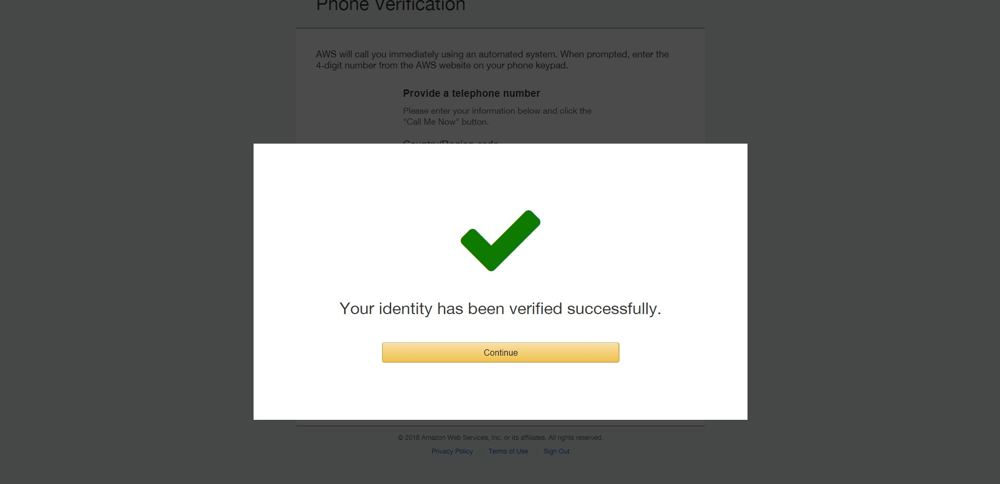 Phone Verification
AWS will call you immediately using an automated system. When prompted, enter the
4-digit number from the AWS website on your phone keypad.
Provide a telephone number
Please enter your information below and click the
"Call Me Now" button.
Country/Region code
Your identity has been verified successfully.
Continue
© 2018 Amazon Web Services, Inc. or its affiliates. All rights reserved.
Privacy Policy | Terms of Use | Sign Out